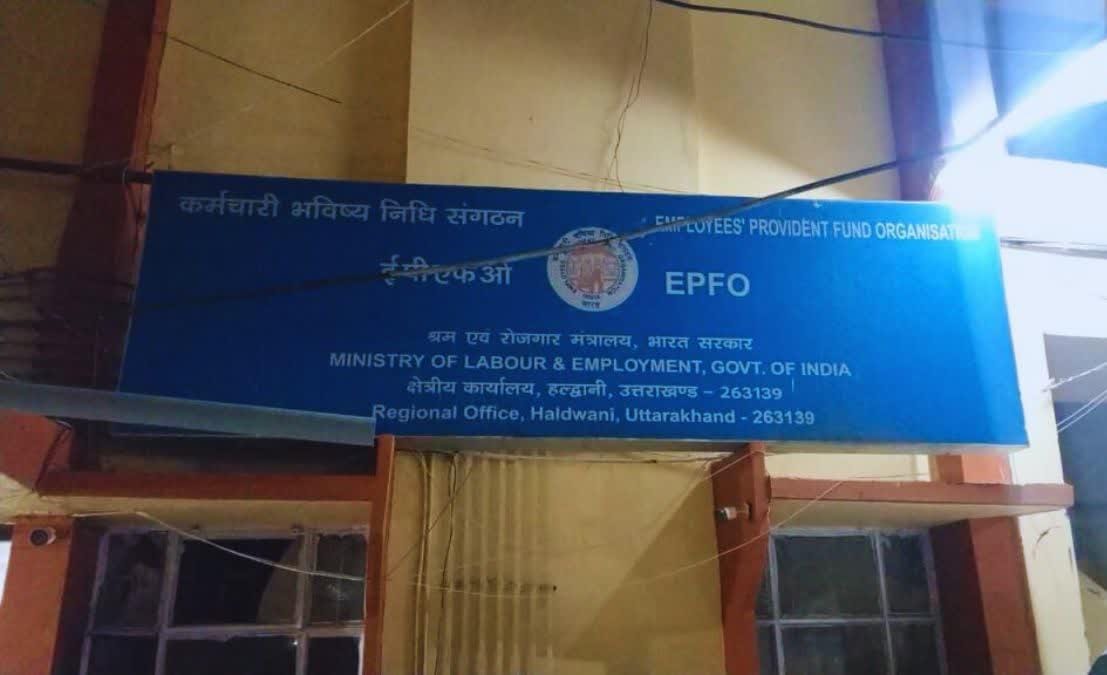 कर्मचारी भविष्य निधि संगठन
EMPLOYEES' PROVIDENT FUND ORGANISATION
ईपीएफओ
EPFO
श्रम एवं रोजगार मंत्रालय, भारत सरकार
MINISTRY OF LABOUR & EMPLOYMENT, GOVT. OF INDIA
क्षेत्रीय कार्यालय, हल्द्वानी, उत्तराखण्ड – 263139
Regional Office, Haldwani, Uttarakhand - 263139